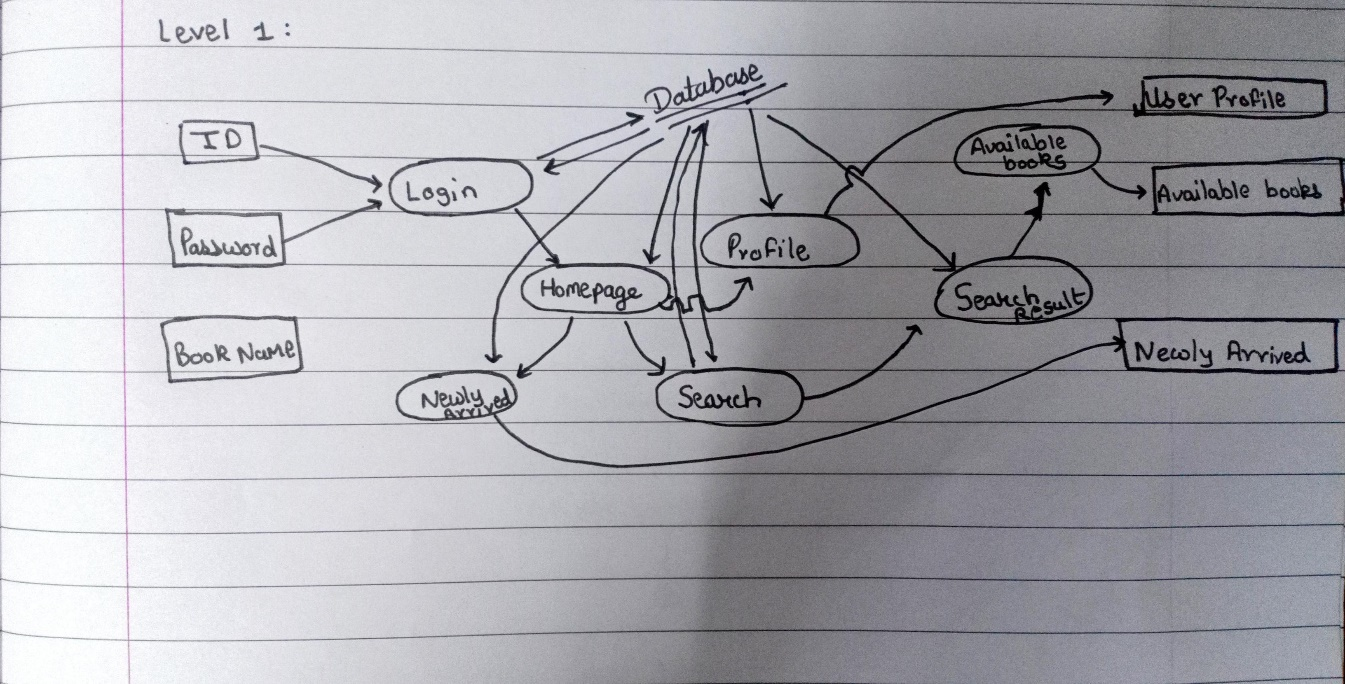 Level 1:
Database
User Profile
ID
Available
books
Login
Available books
Password
Profile
Homepage
Search
Result
Book Name
Newly Arrived
Newly
Arrived
Search